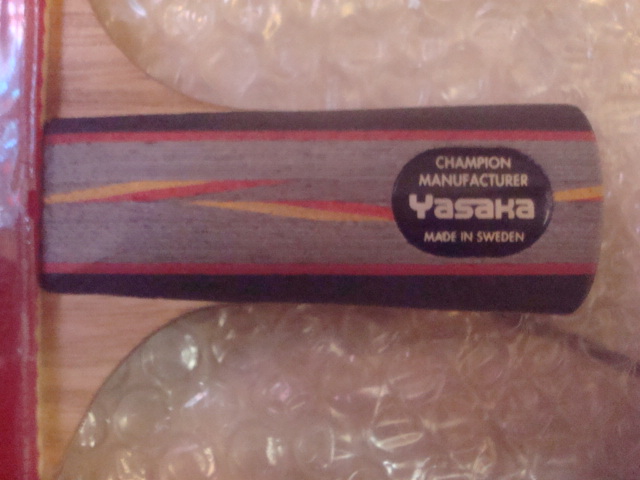 CHAMPION
MANUFACTURER
Yasaka
MADE IN SWEDEN